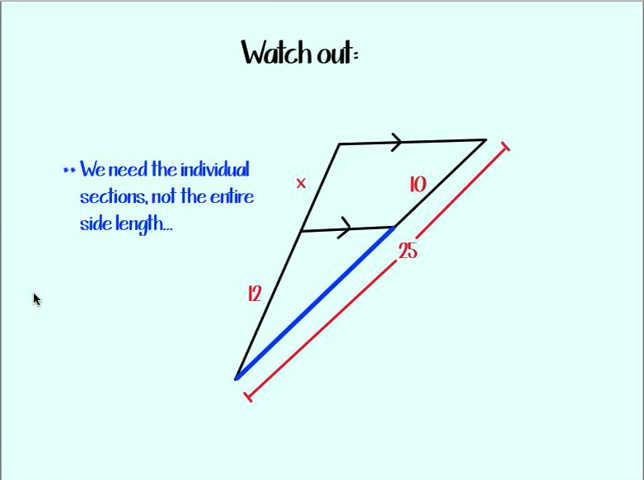 Watch out:
** We need the individual
sections, not the entire
side length...
x
10
25
12